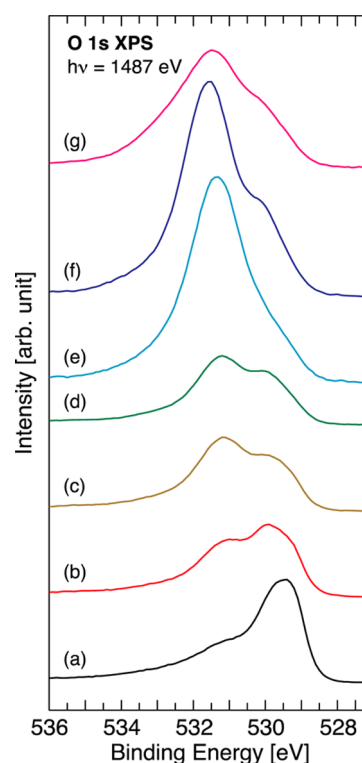 O 1s XPS
hν = 1487 eV
(g)
(f)
(e)
(d)
(c)
(b)
(a)
Intensity [arb. unit]
536 534 532 530 528
Binding Energy [eV]